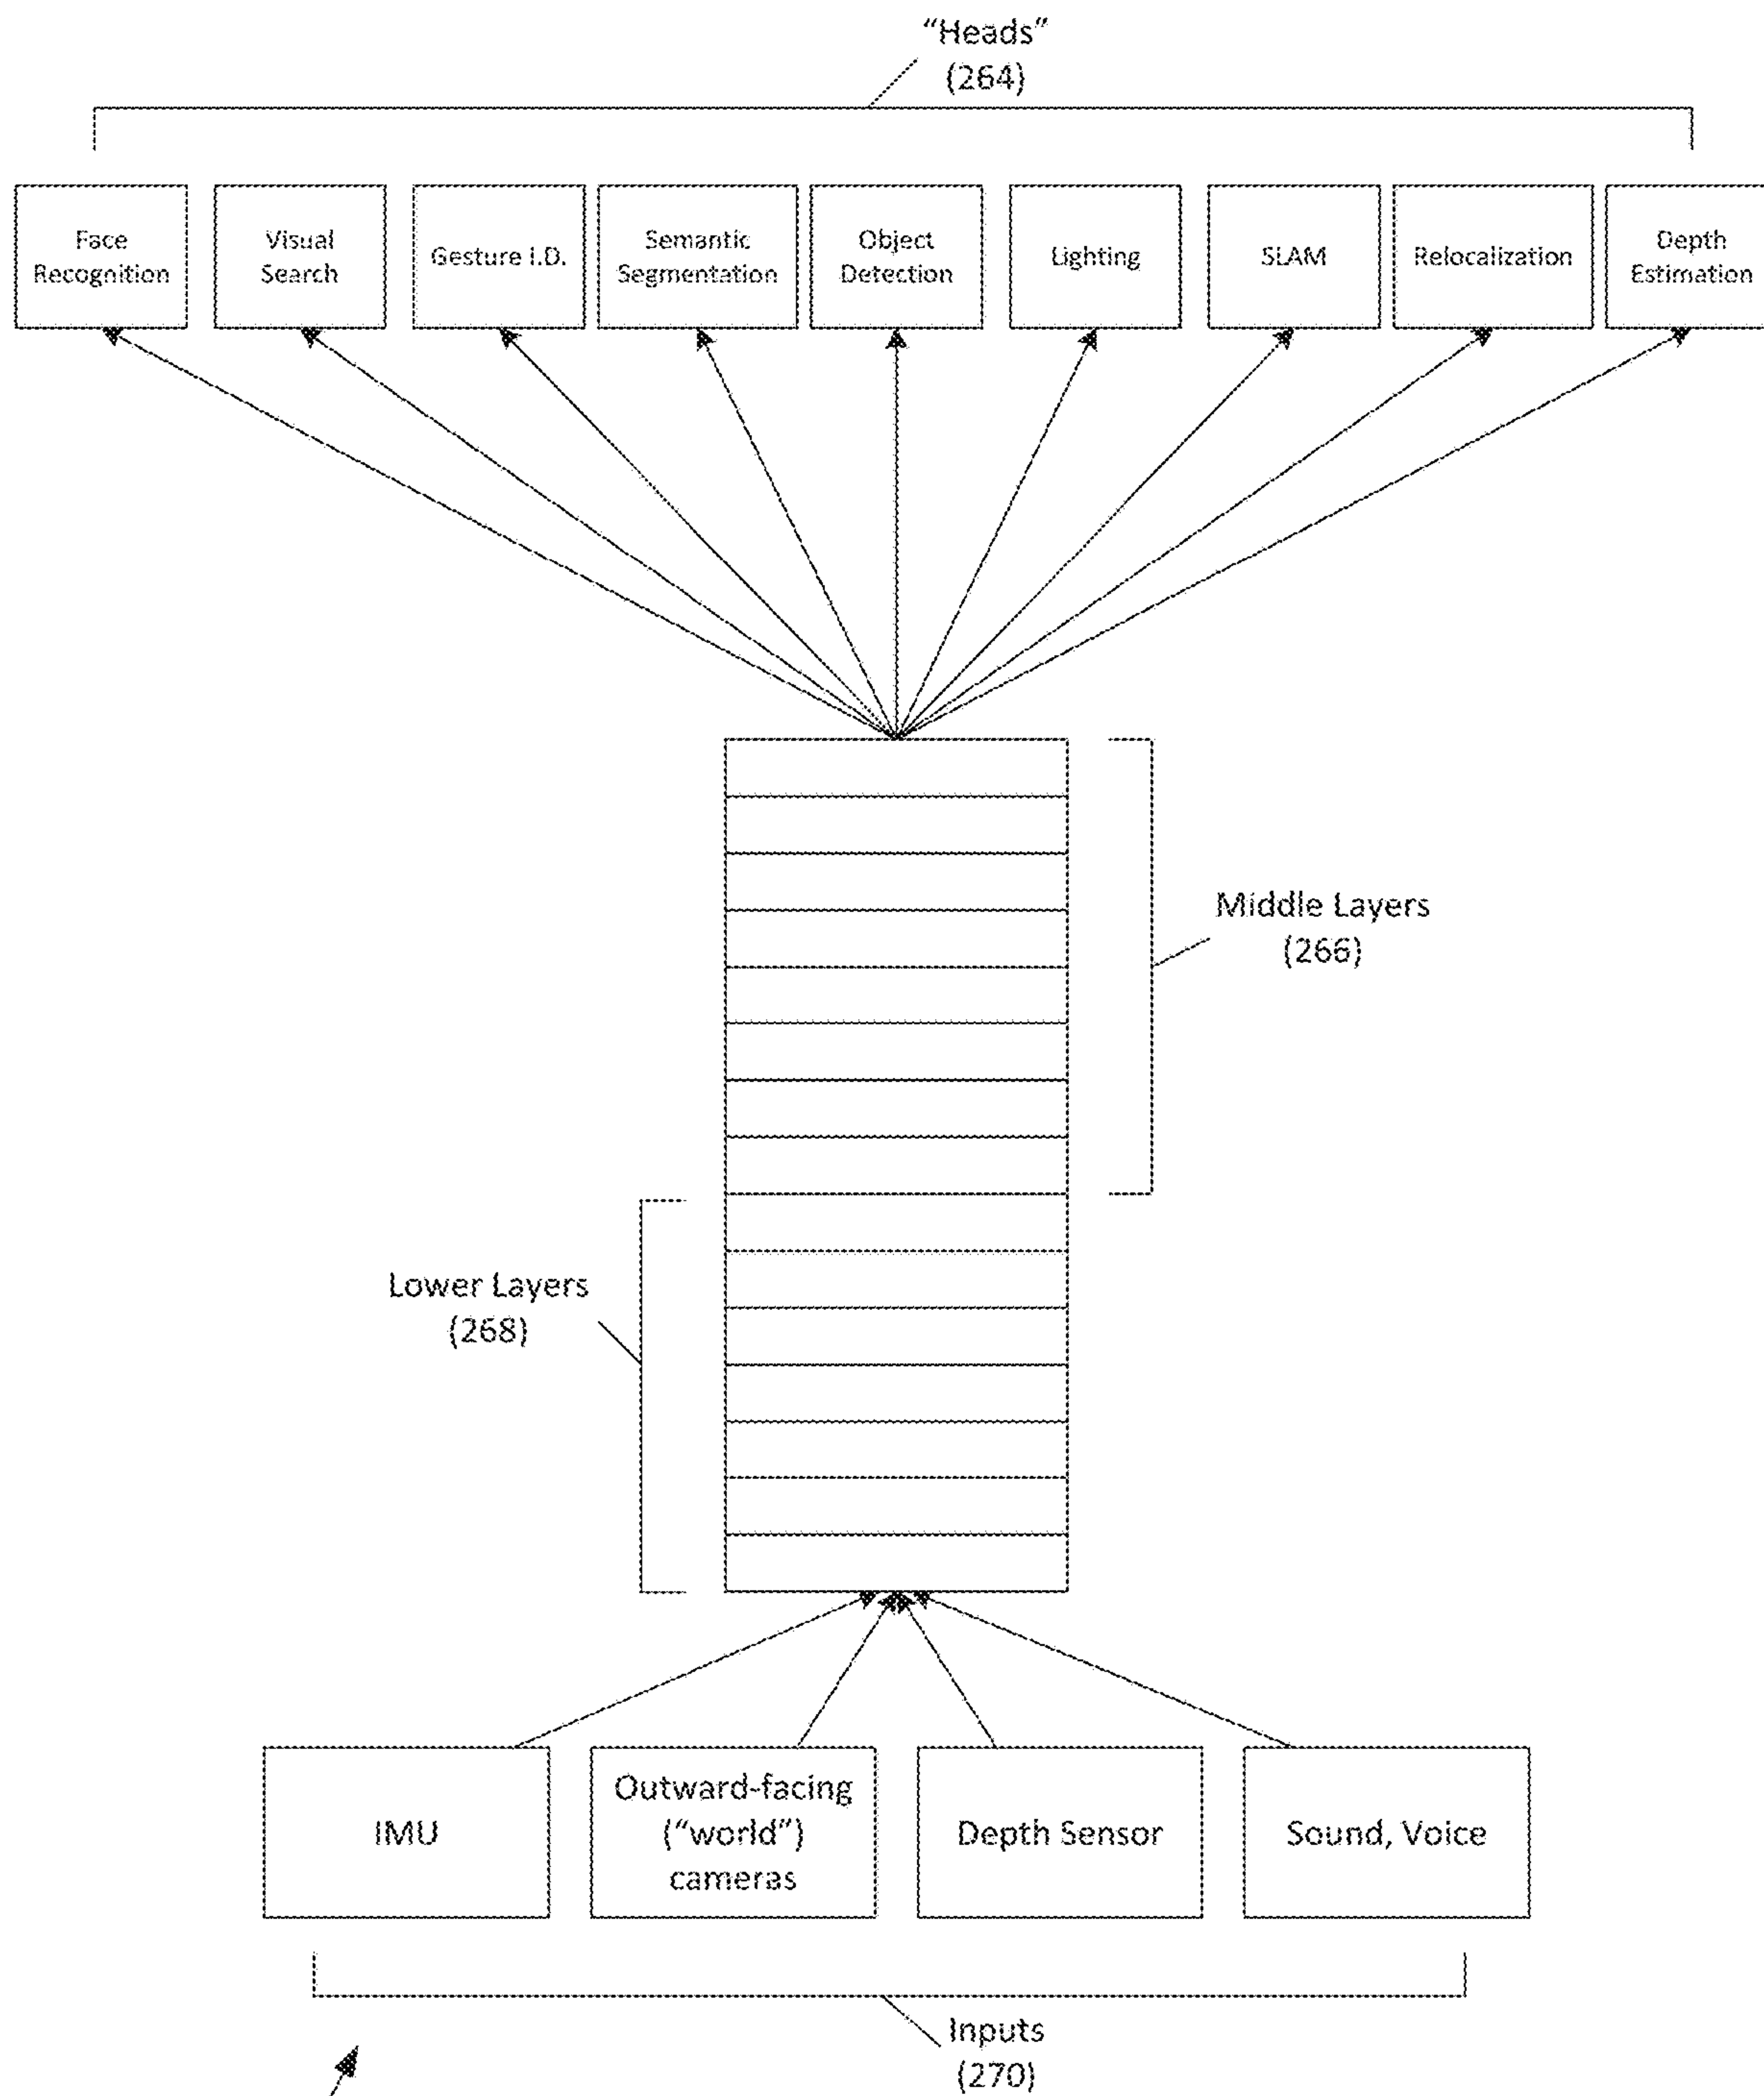 “Heads”
(264)
Face
Recognition
Visual
Search
Gesture I.D.
Semantic
Segmentation
Object
Detection
Lighting
SLAM
Relocalization
Depth
Estimation
Middle Layers
(266)
Lower Layers
(268)
IMU
Outward-facing
(“world”)
cameras
Depth Sensor
Sound, Voice
Inputs
(270)